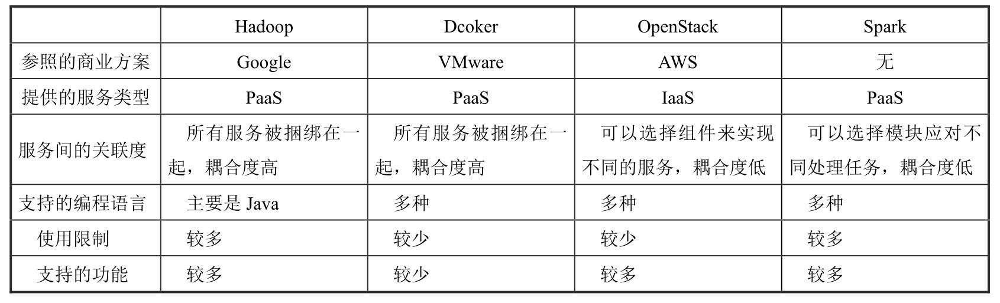 Hadoop Dcoker OpenStack Spark
参照的商业方案 Google VMware AWS 无
提供的服务类型 PaaS PaaS IaaS PaaS
服务间的关联度
所有服务被捆绑在一
起，耦合度高
所有服务被捆绑在一
起，耦合度高
可以选择组件来实现
不同的服务，耦合度低
可以选择模块应对不
同处理任务，耦合度低
支持的编程语言 主要是 Java 多种 多种 多种
使用限制 较多 较少 较少 较多
支持的功能 较多 较少 较多 较多